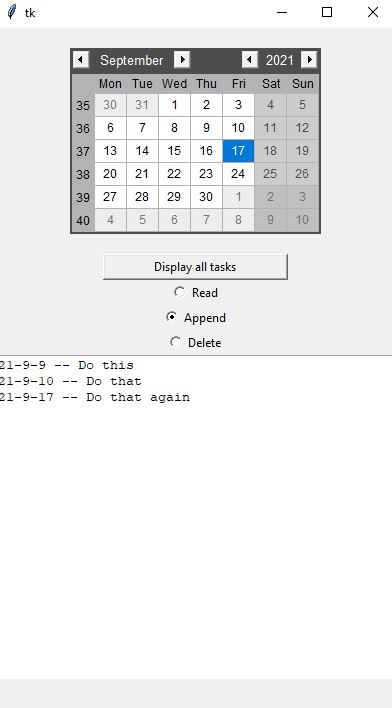 tk
September 2021
Mon Tue Wed Thu Fri Sat Sun
35 30 31 1 2 3 4 5
36 6 7 8 9 10 11 12
37 13 14 15 16 17 18 19
38 20 21 22 23 24 25 26
39 27 28 29 30 1 2 3
40 4 5 6 7 8 9 10
Display all tasks
Read
Append
Delete
21-9-9 -- Do this
21-9-10 -- Do that
21-9-17 -- Do that again